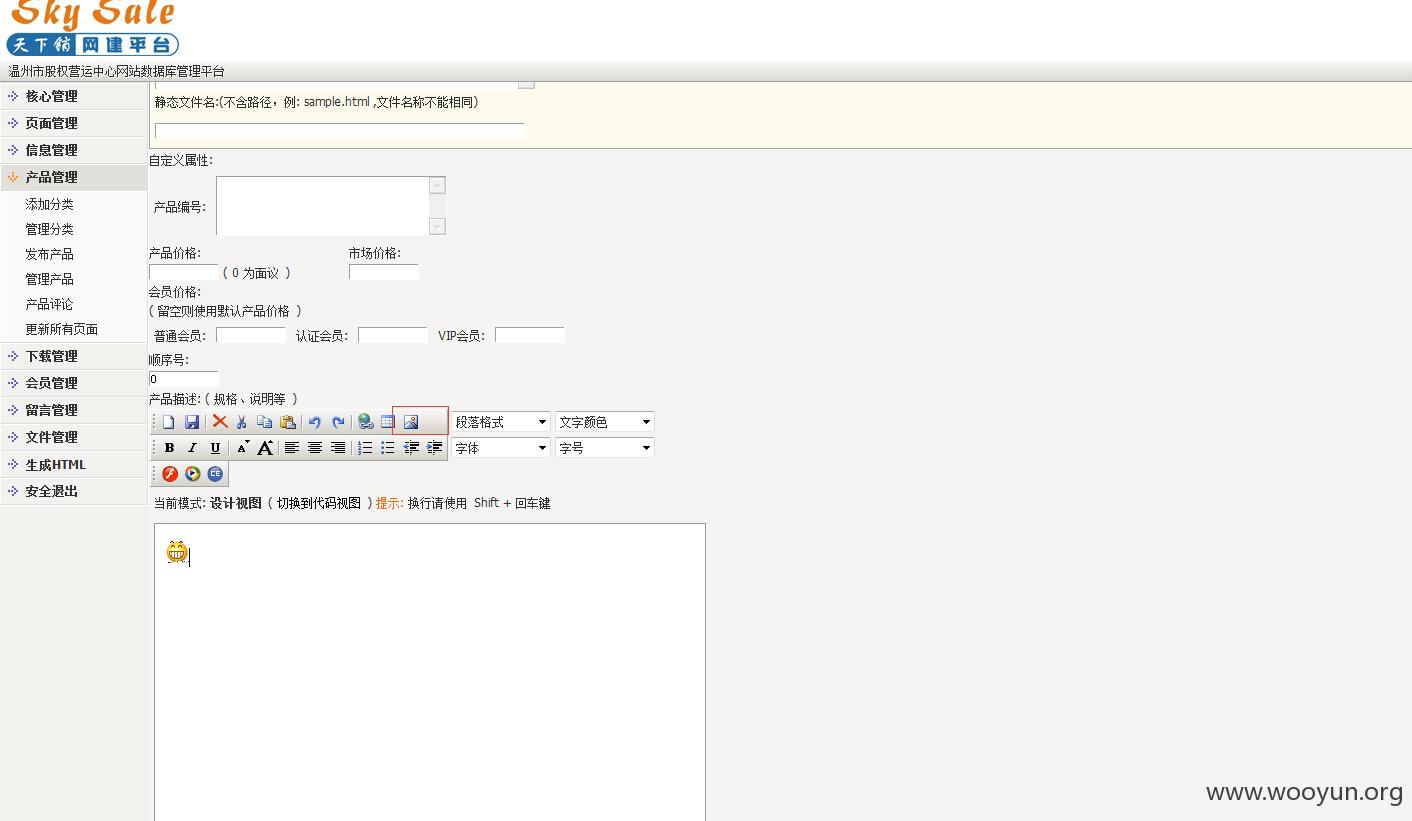 Sky Sale
天下销网建平台
温州市股权营运中心网站数据库管理平台
核心管理
页面管理
信息管理
产品管理
添加分类
管理分类
发布产品
管理产品
产品评论
更新所有页面
下载管理
会员管理
留言管理
文件管理
生成HTML
安全退出
静态文件名:(不含路径，例: sample.html ,文件名称不能相同)
自定义属性:
产品编号:
产品价格: 市场价格:
( 0 为面议 )
会员价格:
( 留空则使用默认产品价格 )
普通会员: 认证会员: VIP会员:
顺序号:
0
产品描述: ( 规格、说明等 )
段落格式 文字颜色
B I U A A 字体 字号
CE
当前模式: 设计视图 ( 切换到代码视图 ) 提示: 换行请使用 Shift + 回车键
www.wooyun.org